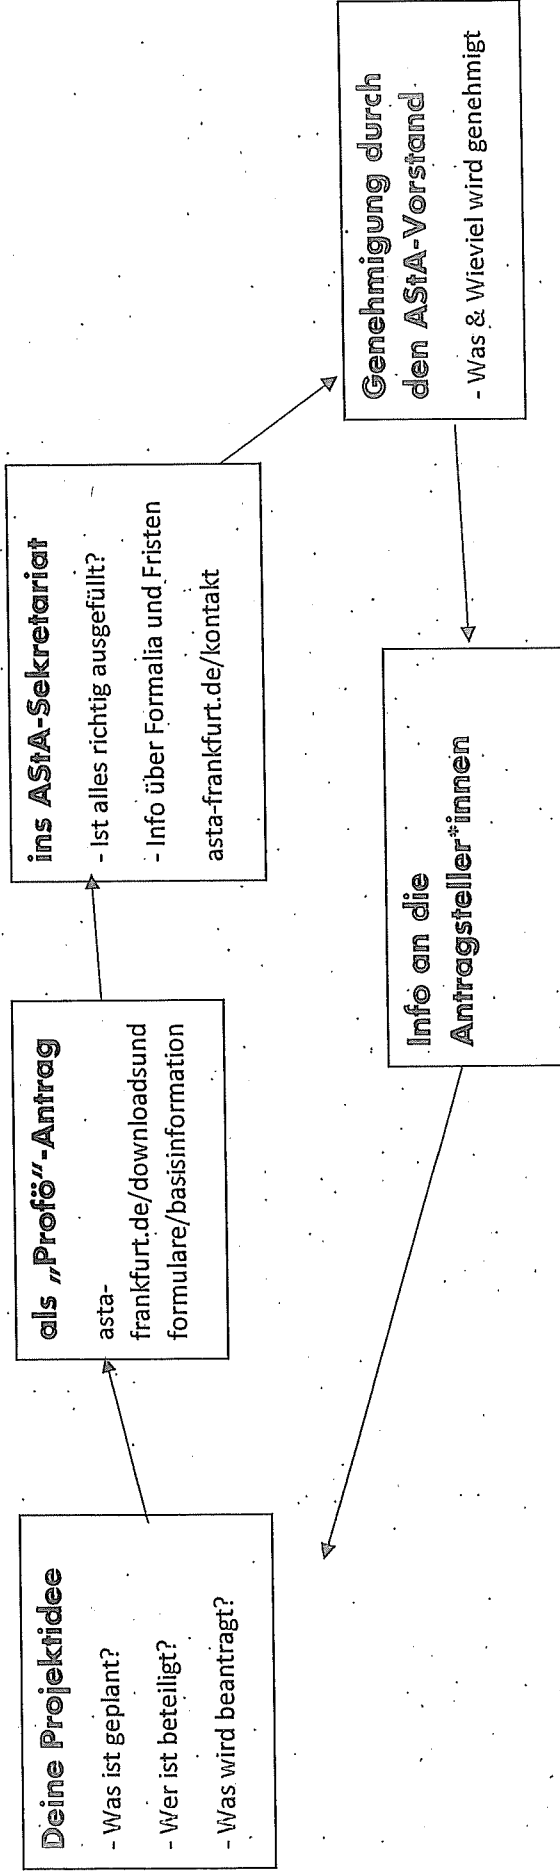 Deine Projektidee
- Was ist geplant?
- Wer ist beteiligt?
- Was wird beantragt?
als „Profö"-Antrag
asta-
frankfurt.de/downloadsund
formulare/basisinformation
ins AStA-Sekretariat
- Ist alles richtig ausgefüllt?
- Info über Formalia und Fristen
asta-frankfurt.de/kontakt
Genehmigung durch
den AStA-Vorstand
- Was & Wieviel wird genehmigt
Info an die
Antragsteller*innen